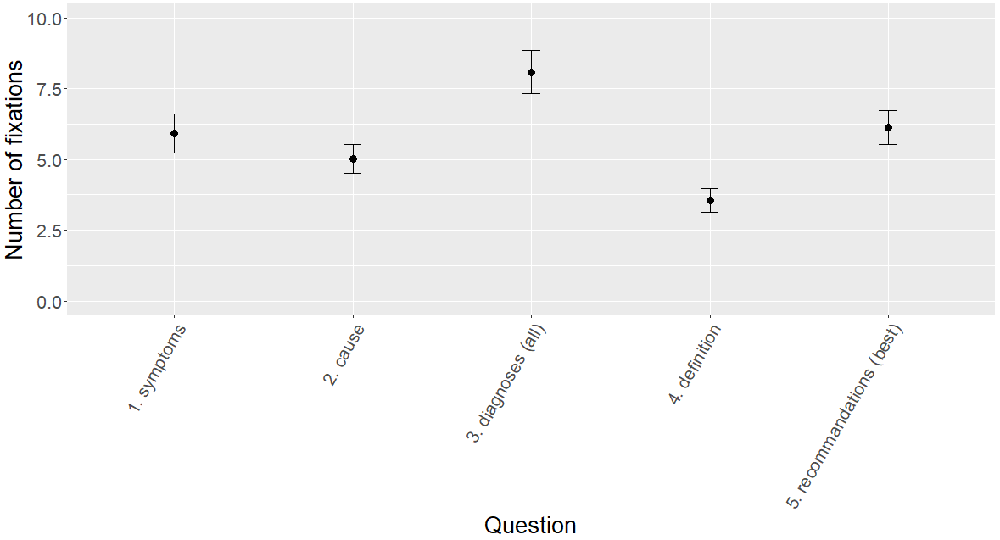 Number of fixations
10.0
7.5
5.0
2.5
0.0
1. symptoms
2. cause
3. diagnoses (all)
4. definition
5. recommandations (best)
Question